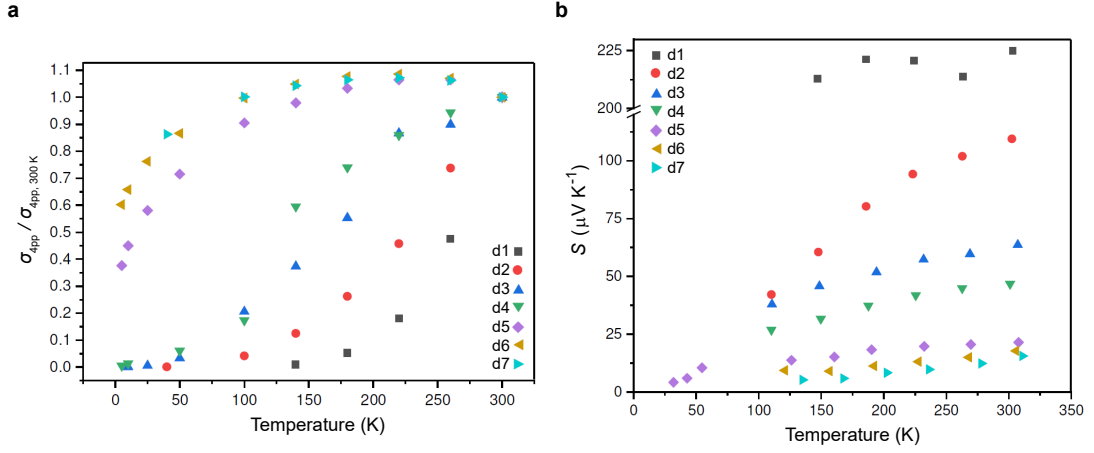 a
σ4pp / σ4pp, 300 K
1.1
1.0
0.9
0.8
0.7
0.6
0.5
0.4
0.3
0.2
0.1
0.0
d1
d2
d3
d4
d5
d6
d7
0 50 100 150 200 250 300
Temperature (K)
b
S (μV K⁻¹)
225
200
100
75
50
25
0
d1
d2
d3
d4
d5
d6
d7
0 50 100 150 200 250 300 350
Temperature (K)